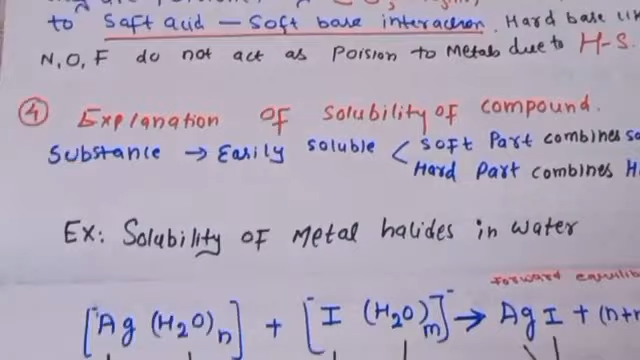 to Saft acid – Soft base interaction. Hard base
N, O, F do not act as Poision to Metals due to H-S.
④ Explanation of Solubility of compound.
Substance → Easily soluble < Soft Part combines
Hard Part combines H
Ex: Solubility of Metal halides in water
forward
[Ag (H2O)n] + [I (H2O)m]⁻ → AgI + (n+